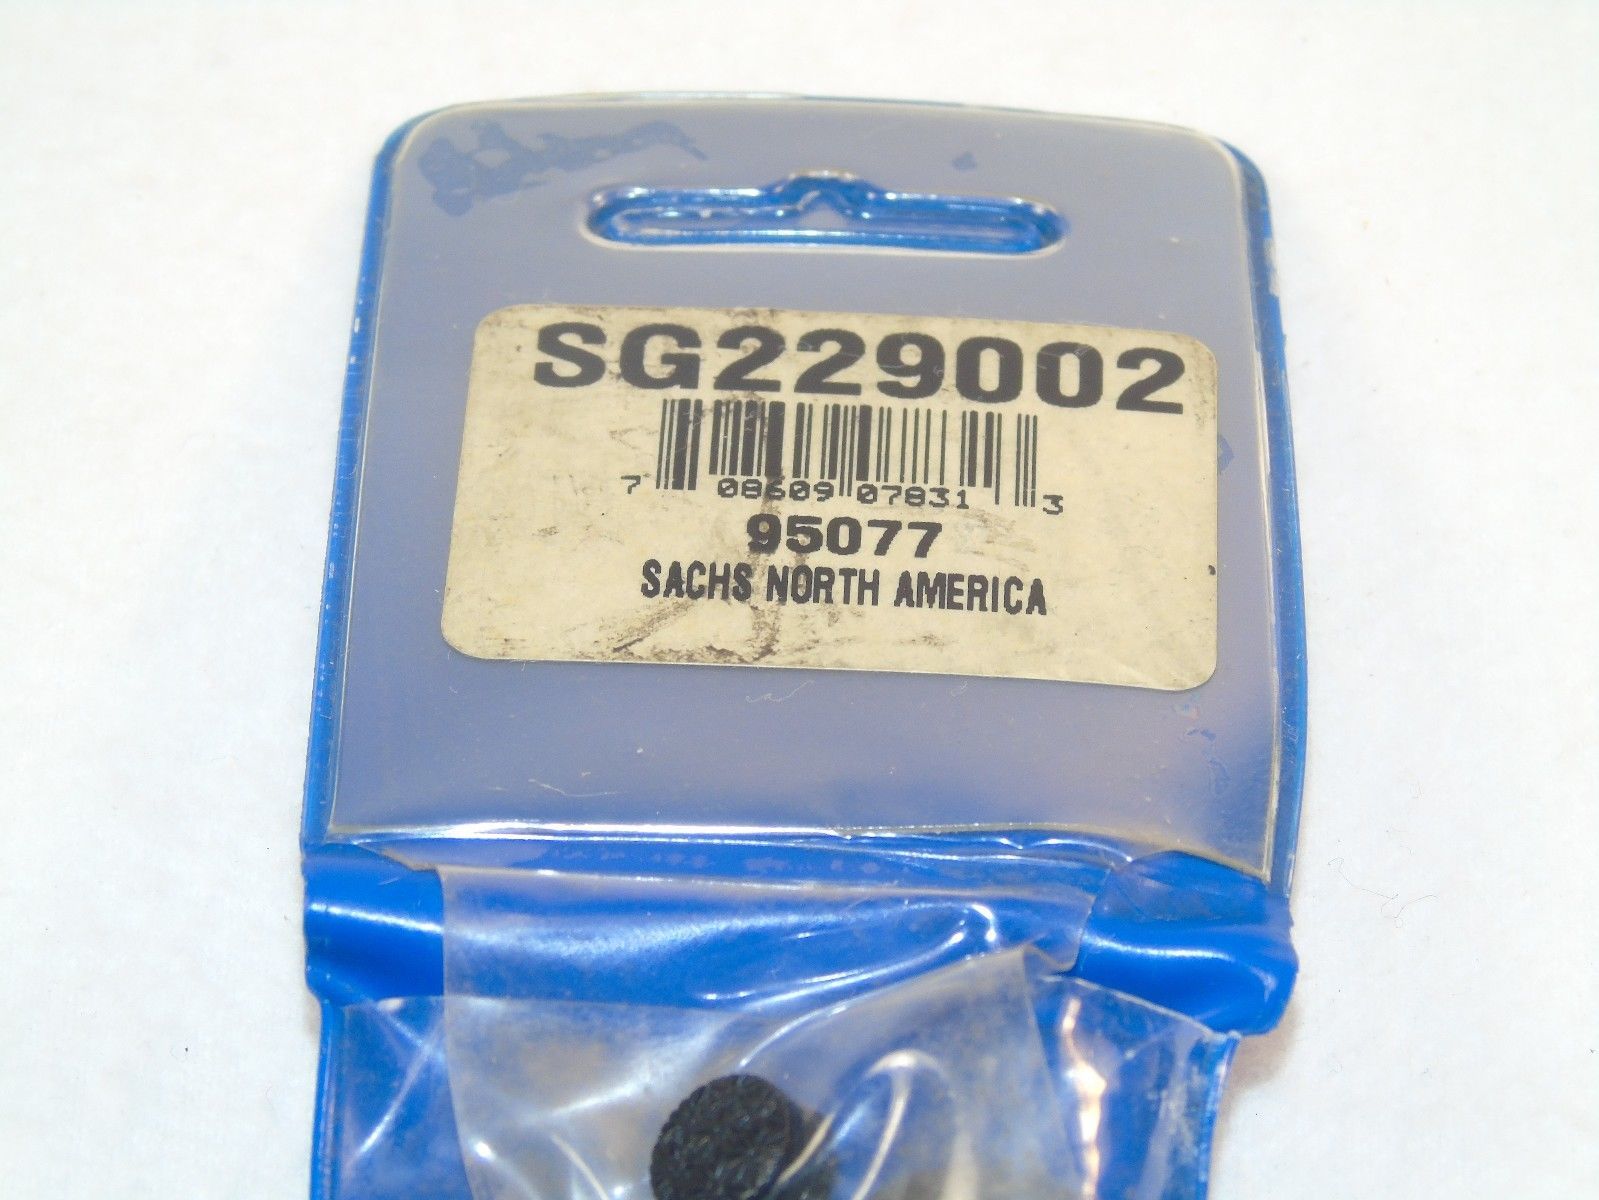 SG229002
7 08609 07831 3
95077
SACHS NORTH AMERICA